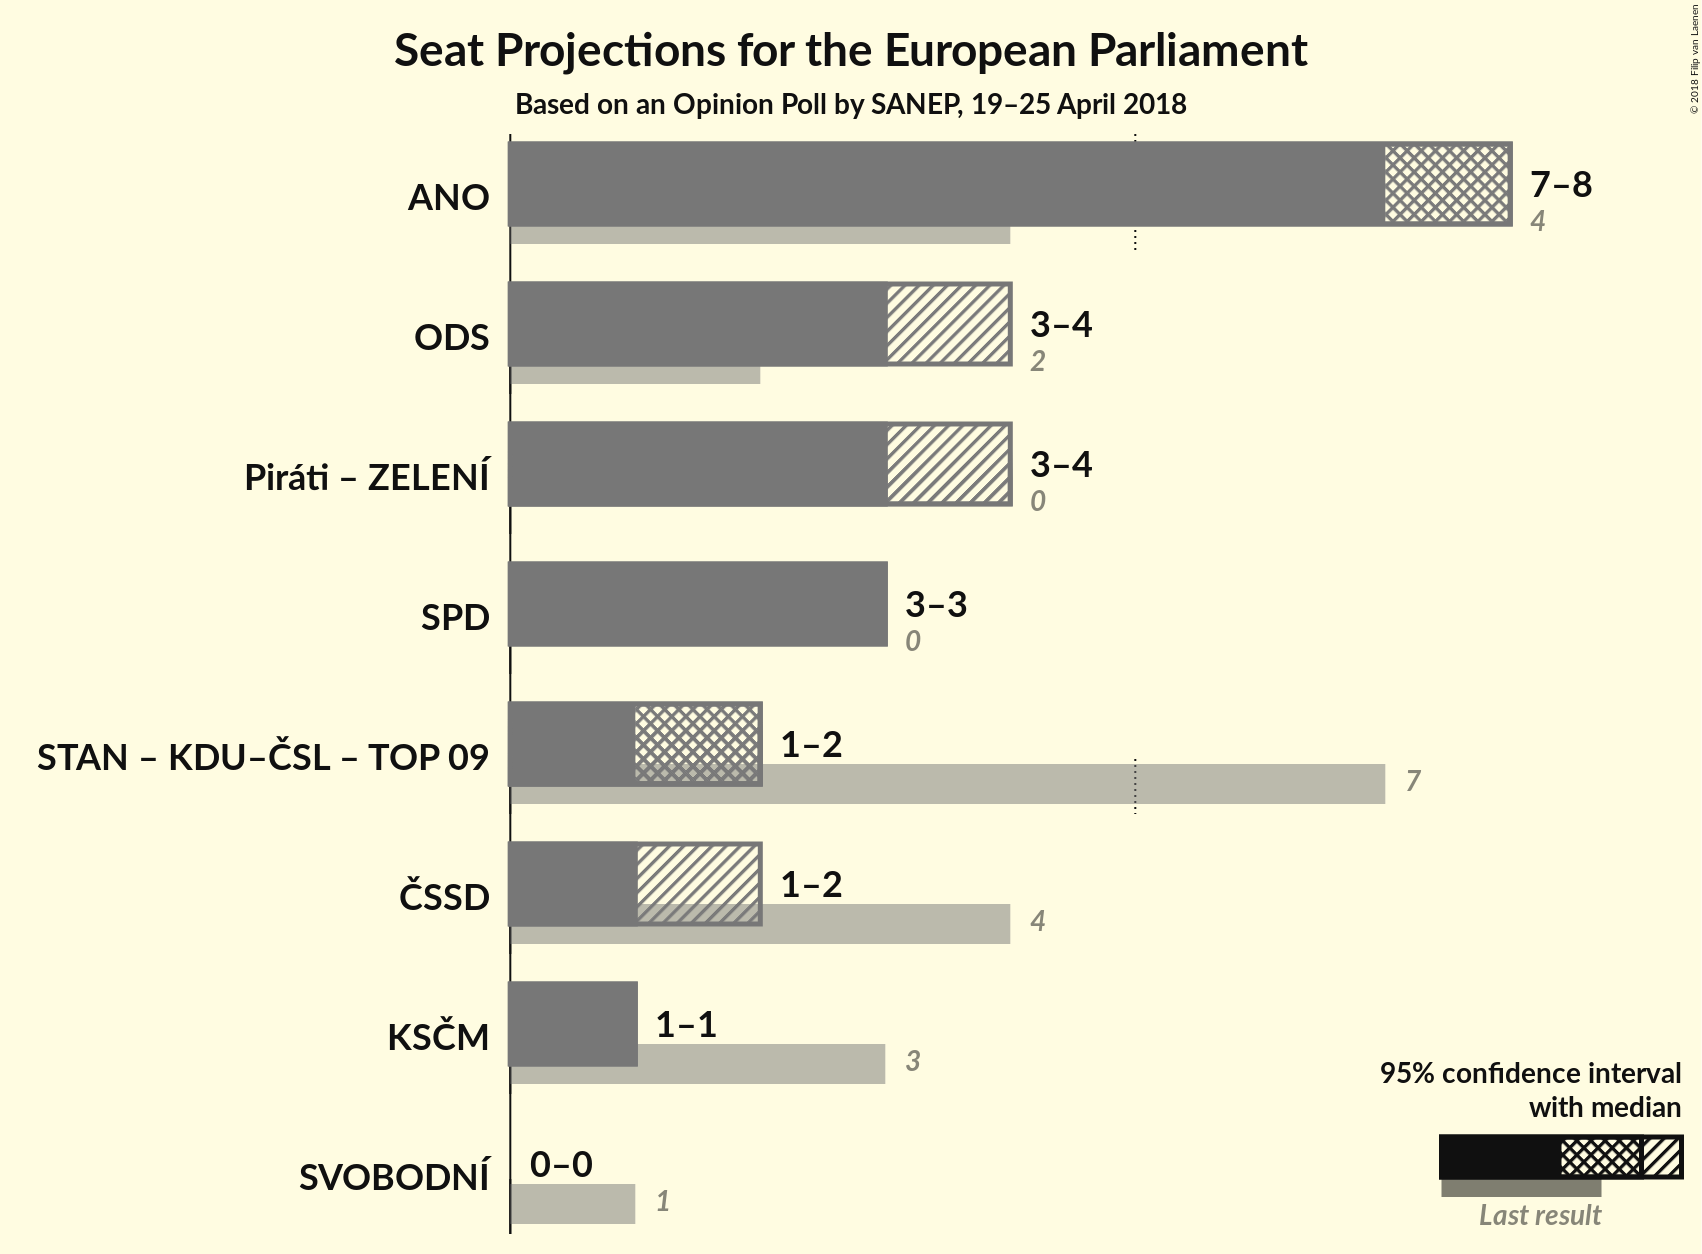 Seat Projections for the European Parliament
Based on an Opinion Poll by SANEP, 19–25 April 2018
© 2018 Filip van Laenen
ANO
7–8
4
ODS
3–4
2
Piráti – ZELENÍ
3–4
0
SPD
3–3
0
STAN – KDU–ČSL – TOP 09
1–2
7
ČSSD
1–2
4
KSČM
1–1
3
SVOBODNÍ
0–0
1
95% confidence interval
with median
Last result